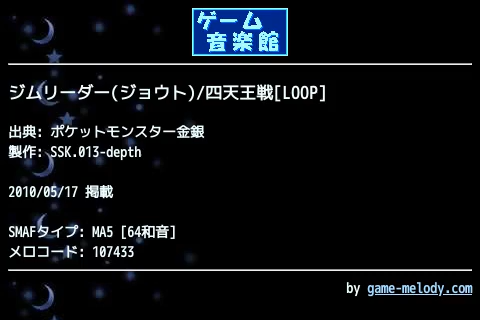 ゲーム
音楽館
ジムリーダー(ジョウト)/四天王戦[LOOP]
出典: ポケットモンスター金銀
製作: SSK.013-depth
2010/05/17 掲載
SMAFタイプ: MA5 [64和音]
メロコード: 107433
by game-melody.com